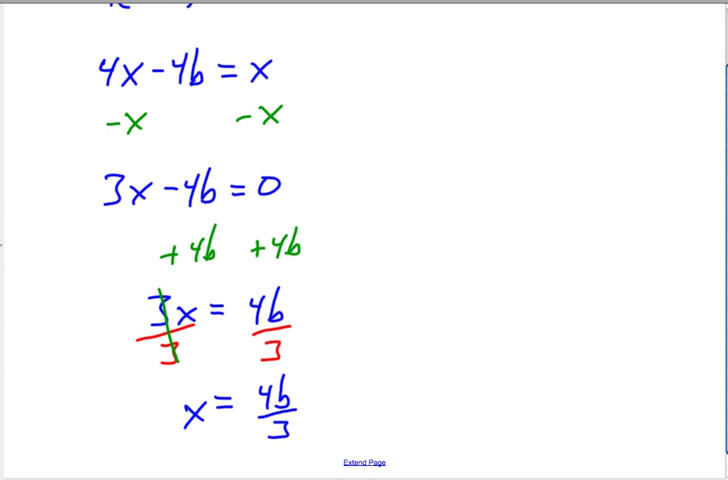 4x - 4b = x
-x -x
3x - 4b = 0
+4b +4b
3x = 4b
3 3
x = 4b/3
Extend Page